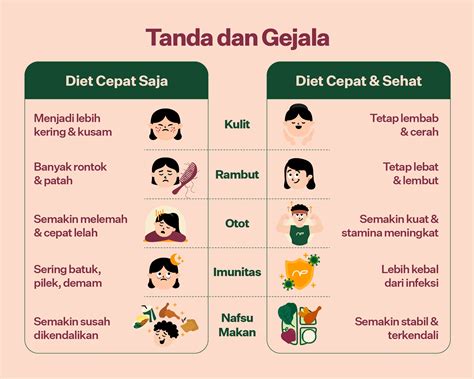 Tanda dan Gejala
Diet Cepat Saja
Diet Cepat & Sehat
Menjadi lebih
kering & kusam
Kulit
Tetap lembab
& cerah
Banyak rontok
& patah
Rambut
Tetap lebat
& lembut
Semakin melemah
& cepat lelah
Otot
Semakin kuat &
stamina meningkat
Sering batuk,
pilek, demam
Imunitas
Lebih kebal
dari infeksi
Semakin susah
dikendalikan
Nafsu
Makan
Semakin stabil &
terkendali